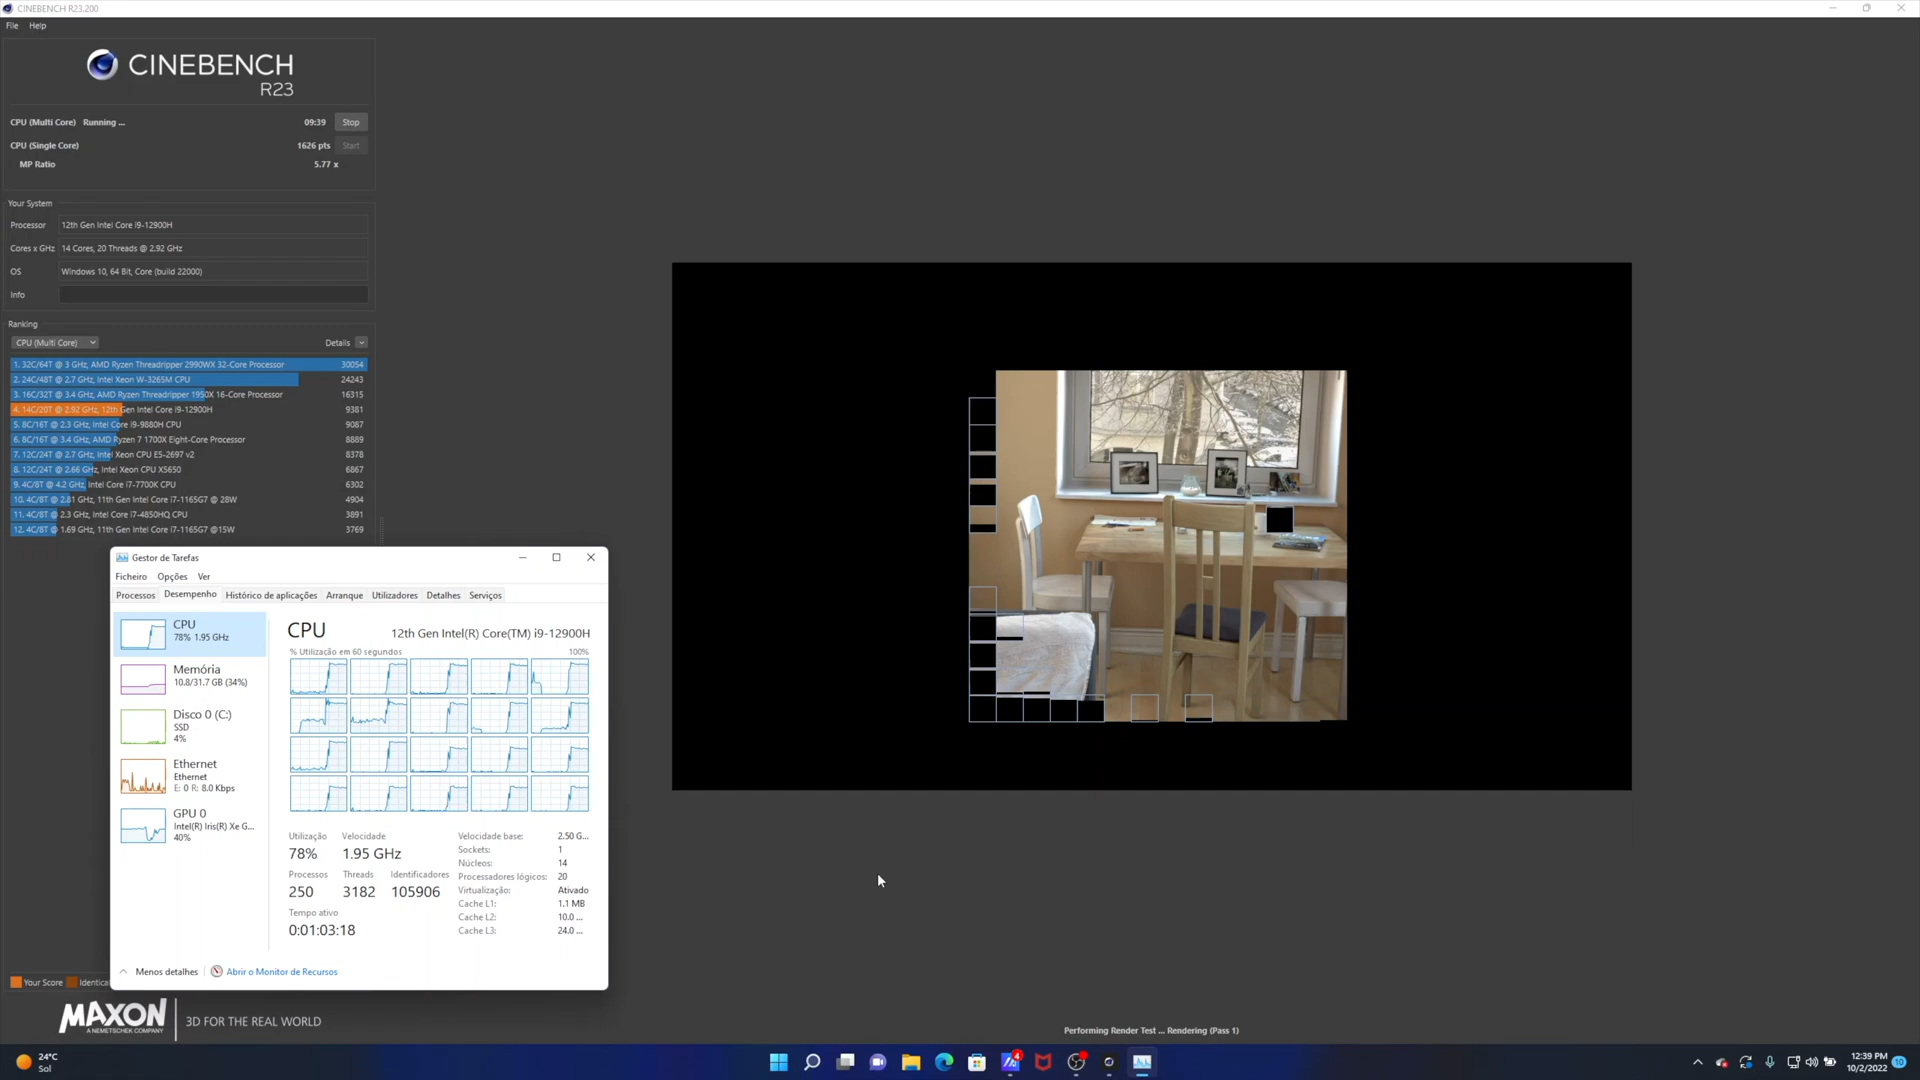 CINEBENCH R23.200
File Help
CINEBENCH
R23
CPU (Multi Core) Running ... 09:39 Stop
CPU (Single Core) 1626 pts Start
MP Ratio 5.77 x
Your System
Processor 12th Gen Intel Core i9-12900H
Cores x GHz 14 Cores, 20 Threads @ 2.92 GHz
OS Windows 10, 64 Bit, Core (build 22000)
Info
Ranking
CPU (Multi Core) Details
1. 32C/64T @ 3 GHz, AMD Ryzen Threadripper 2990WX 32-Core Processor 30054
2. 24C/48T @ 2.7 GHz, Intel Xeon W-3265M CPU 24243
3. 16C/32T @ 3.4 GHz, AMD Ryzen Threadripper 1950X 16-Core Processor 16315
4. 14C/20T @ 2.92 GHz, 12th Gen Intel Core i9-12900H 9381
5. 8C/16T @ 2.3 GHz, Intel Core i9-9880H CPU 9087
6. 8C/16T @ 3.4 GHz, AMD Ryzen 7 1700X Eight-Core Processor 8889
7. 12C/24T @ 2.7 GHz, Intel Xeon CPU E5-2697 v2 8378
8. 12C/24T @ 2.66 GHz, Intel Xeon CPU X5650 6867
9. 4C/8T @ 4.2 GHz, Intel Core i7-7700K CPU 6302
10. 4C/8T @ 2.81 GHz, 11th Gen Intel Core i7-1165G7 @ 28W 4904
11. 4C/8T @ 2.3 GHz, Intel Core i7-4850HQ CPU 3891
12. 4C/8T @ 1.69 GHz, 11th Gen Intel Core i7-1165G7 @15W 3769
Gestor de Tarefas
Ficheiro Opções Ver
Processos Desempenho Histórico de aplicações Arranque Utilizadores Detalhes Serviços
CPU
78% 1.95 GHz
Memória
10.8/31.7 GB (34%)
Disco 0 (C:)
SSD
4%
Ethernet
Ethernet
E: 0 R: 8.0 Kbps
GPU 0
Intel(R) Iris(R) Xe G...
40%
CPU 12th Gen Intel(R) Core(TM) i9-12900H
% Utilização em 60 segundos 100%
Utilização Velocidade
78% 1.95 GHz
Processos Threads Identificadores
250 3182 105906
Tempo ativo
0:01:03:18
Velocidade base: 2.50 G...
Sockets: 1
Núcleos: 14
Processadores lógicos: 20
Virtualização: Ativado
Cache L1: 1.1 MB
Cache L2: 10.0 ...
Cache L3: 24.0 ...
Menos detalhes Abrir o Monitor de Recursos
Your Score Identica
MAXON
A NEMETSCHEK COMPANY
3D FOR THE REAL WORLD
Performing Render Test ... Rendering (Pass 1)
24°C
Sol
4
12:39 PM
10/2/2022
10